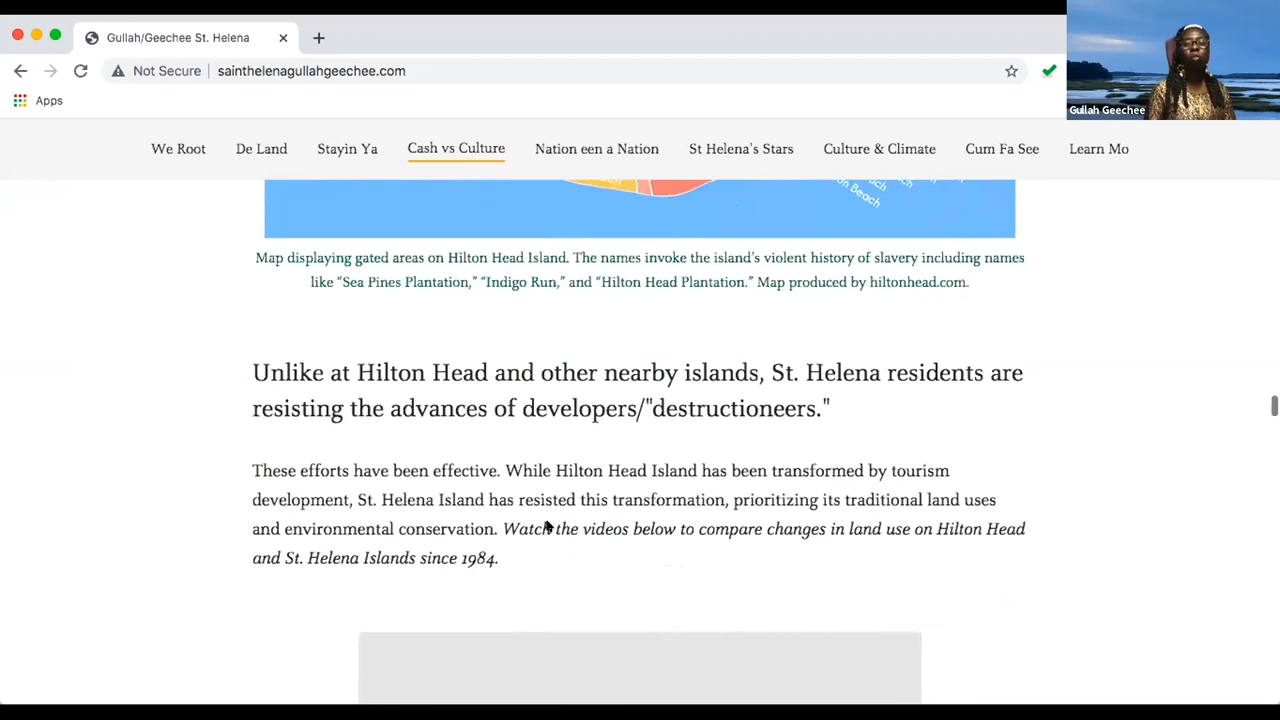 Gullah/Geechee St. Helena
Not Secure
sainthelenagullahgeechee.com
Apps
Gullah Geechee
We Root
De Land
Stayin Ya
Cash vs Culture
Nation een a Nation
St Helena's Stars
Culture & Climate
Cum Fa See
Learn Mo
on Beach
Map displaying gated areas on Hilton Head Island. The names invoke the island’s violent history of slavery including names
like “Sea Pines Plantation,” “Indigo Run,” and “Hilton Head Plantation.” Map produced by hiltonhead.com.
Unlike at Hilton Head and other nearby islands, St. Helena residents are
resisting the advances of developers/"destructioneers."
These efforts have been effective. While Hilton Head Island has been transformed by tourism
development, St. Helena Island has resisted this transformation, prioritizing its traditional land uses
and environmental conservation. Watch the videos below to compare changes in land use on Hilton Head
and St. Helena Islands since 1984.